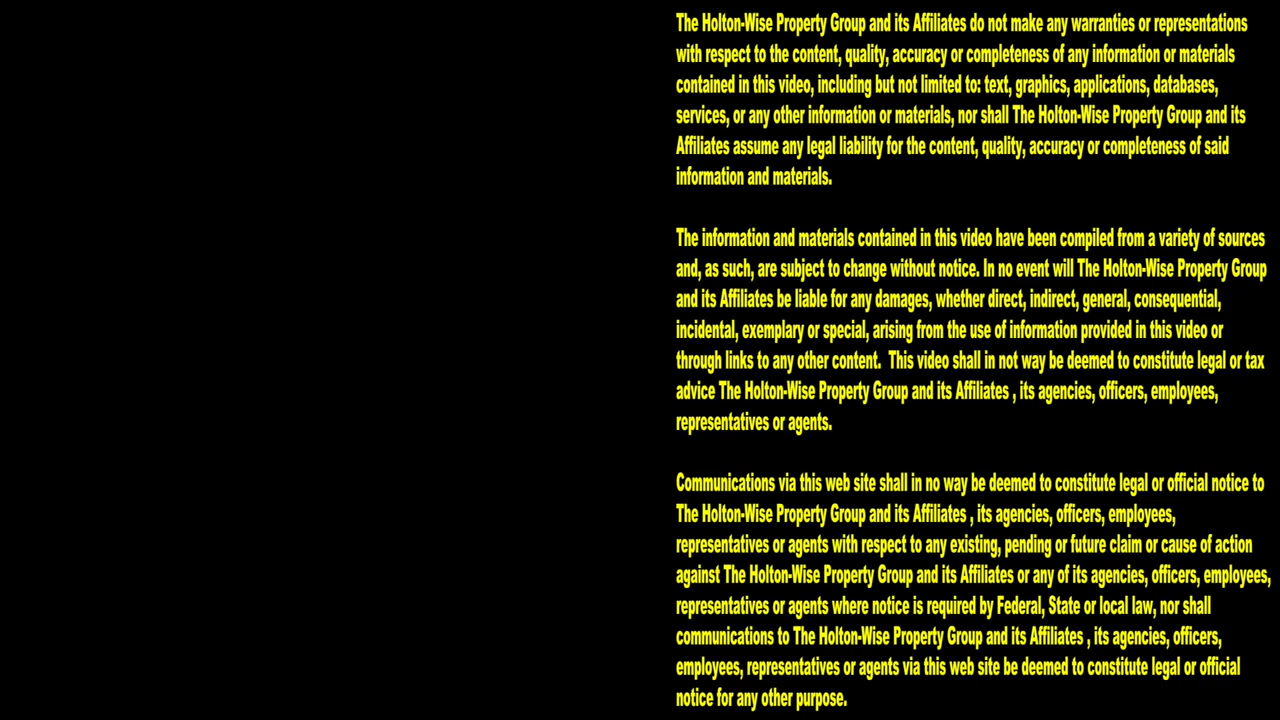 The Holton-Wise Property Group and its Affiliates do not make any warranties or representations
with respect to the content, quality, accuracy or completeness of any information or materials
contained in this video, including but not limited to: text, graphics, applications, databases,
services, or any other information or materials, nor shall The Holton-Wise Property Group and its
Affiliates assume any legal liability for the content, quality, accuracy or completeness of said
information and materials.
The information and materials contained in this video have been compiled from a variety of sources
and, as such, are subject to change without notice. In no event will The Holton-Wise Property Group
and its Affiliates be liable for any damages, whether direct, indirect, general, consequential,
incidental, exemplary or special, arising from the use of information provided in this video or
through links to any other content.  This video shall in not way be deemed to constitute legal or tax
advice The Holton-Wise Property Group and its Affiliates , its agencies, officers, employees,
representatives or agents.
Communications via this web site shall in no way be deemed to constitute legal or official notice to
The Holton-Wise Property Group and its Affiliates , its agencies, officers, employees,
representatives or agents with respect to any existing, pending or future claim or cause of action
against The Holton-Wise Property Group and its Affiliates or any of its agencies, officers, employees,
representatives or agents where notice is required by Federal, State or local law, nor shall
communications to The Holton-Wise Property Group and its Affiliates , its agencies, officers,
employees, representatives or agents via this web site be deemed to constitute legal or official
notice for any other purpose.